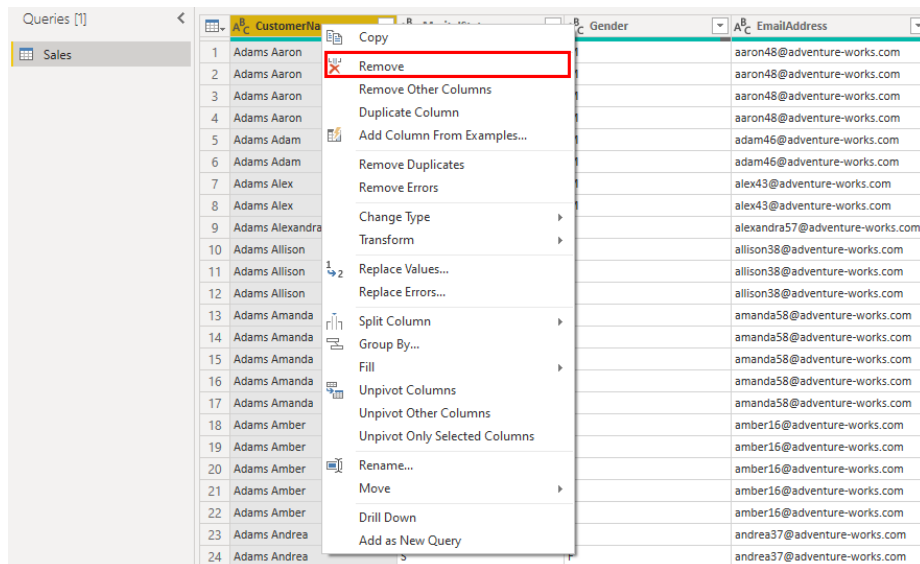 Queries [1]
Sales
CustomerNa
Gender
EmailAddress
1 Adams Aaron aaron48@adventure-works.com
2 Adams Aaron aaron48@adventure-works.com
3 Adams Aaron aaron48@adventure-works.com
4 Adams Aaron aaron48@adventure-works.com
5 Adams Adam adam46@adventure-works.com
6 Adams Adam adam46@adventure-works.com
7 Adams Alex alex43@adventure-works.com
8 Adams Alex alex43@adventure-works.com
9 Adams Alexandra alexandra57@adventure-works.com
10 Adams Allison allison38@adventure-works.com
11 Adams Allison allison38@adventure-works.com
12 Adams Allison allison38@adventure-works.com
13 Adams Amanda amanda58@adventure-works.com
14 Adams Amanda amanda58@adventure-works.com
15 Adams Amanda amanda58@adventure-works.com
16 Adams Amanda amanda58@adventure-works.com
17 Adams Amanda amanda58@adventure-works.com
18 Adams Amber amber16@adventure-works.com
19 Adams Amber amber16@adventure-works.com
20 Adams Amber amber16@adventure-works.com
21 Adams Amber amber16@adventure-works.com
22 Adams Amber amber16@adventure-works.com
23 Adams Andrea andrea37@adventure-works.com
24 Adams Andrea andrea37@adventure-works.com
Copy
Remove
Remove Other Columns
Duplicate Column
Add Column From Examples...
Remove Duplicates
Remove Errors
Change Type
Transform
Replace Values...
Replace Errors...
Split Column
Group By...
Fill
Unpivot Columns
Unpivot Other Columns
Unpivot Only Selected Columns
Rename...
Move
Drill Down
Add as New Query